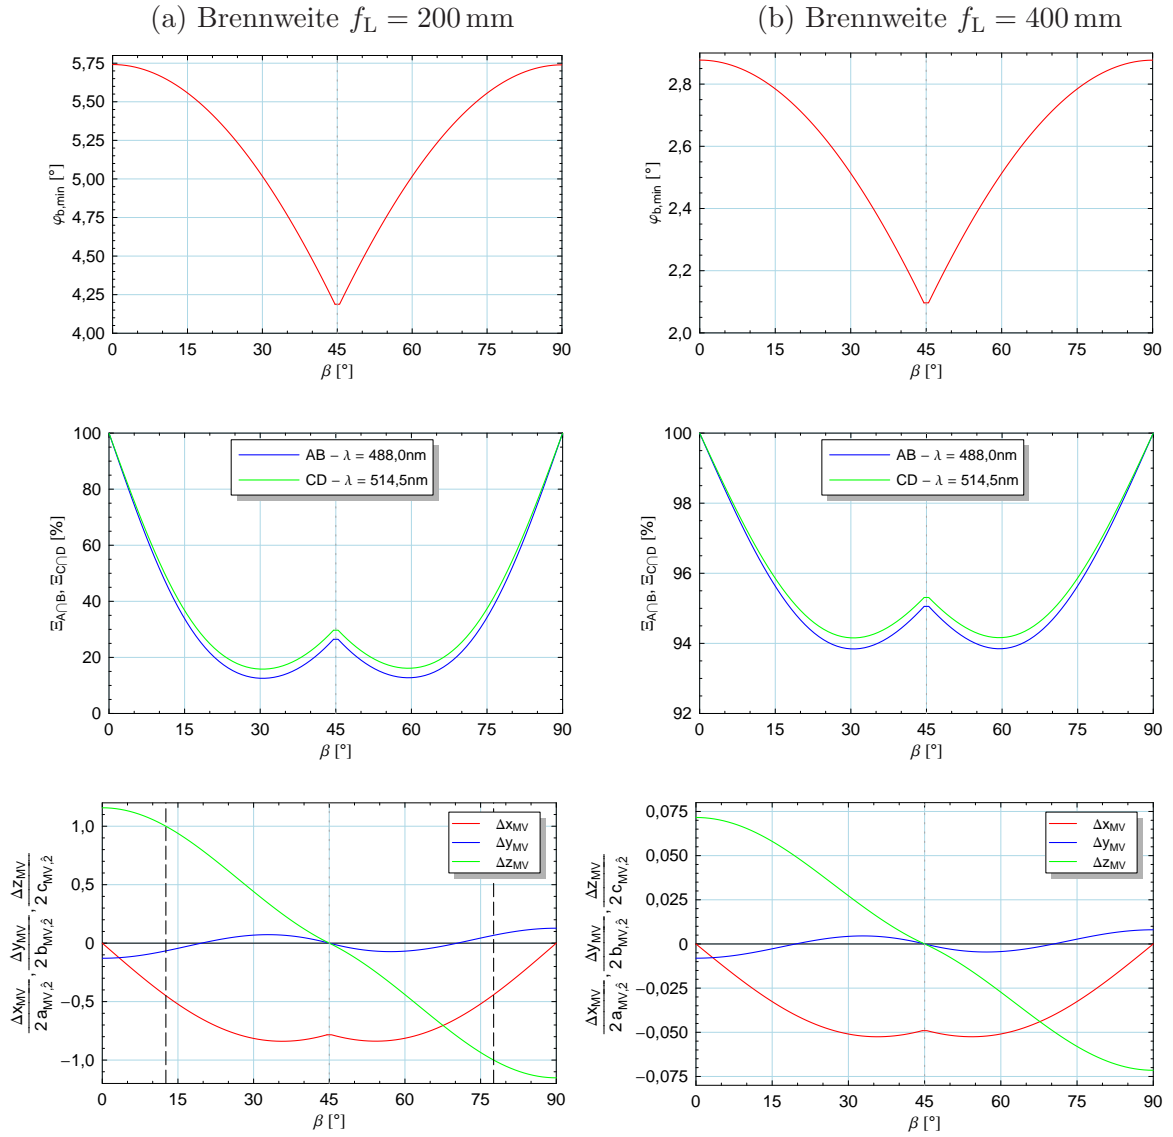 (a) Brennweite f_L = 200 mm
(b) Brennweite f_L = 400 mm
φ_b,min [°]
5,75
5,50
5,25
5,00
4,75
4,50
4,25
4,00
0 15 30 45 60 75 90
β [°]
φ_b,min [°]
2,8
2,6
2,4
2,2
2,0
0 15 30 45 60 75 90
β [°]
Ξ_A∩B, Ξ_C∩D [%]
100
80
60
40
20
0
AB − λ = 488,0nm
CD − λ = 514,5nm
0 15 30 45 60 75 90
β [°]
Ξ_A∩B, Ξ_C∩D [%]
100
98
96
94
92
AB − λ = 488,0nm
CD − λ = 514,5nm
0 15 30 45 60 75 90
β [°]
Δx_MV / 2 a_MV,2̂, Δy_MV / 2 b_MV,2̂, Δz_MV / 2 c_MV,2̂
1,0
0,5
0
−0,5
−1,0
Δx_MV
Δy_MV
Δz_MV
0 15 30 45 60 75 90
β [°]
Δx_MV / 2 a_MV,2̂, Δy_MV / 2 b_MV,2̂, Δz_MV / 2 c_MV,2̂
0,075
0,050
0,025
0
−0,025
−0,050
−0,075
Δx_MV
Δy_MV
Δz_MV
0 15 30 45 60 75 90
β [°]